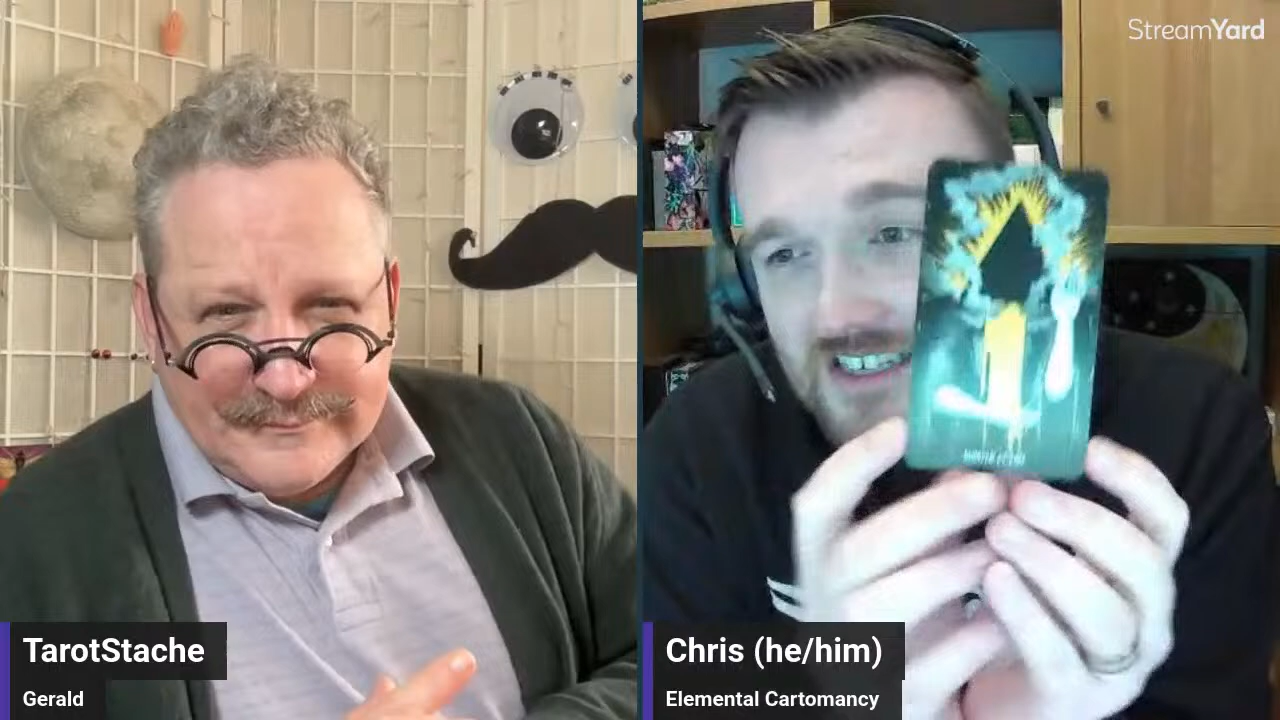 StreamYard
TarotStache
Gerald
Chris (he/him)
Elemental Cartomancy